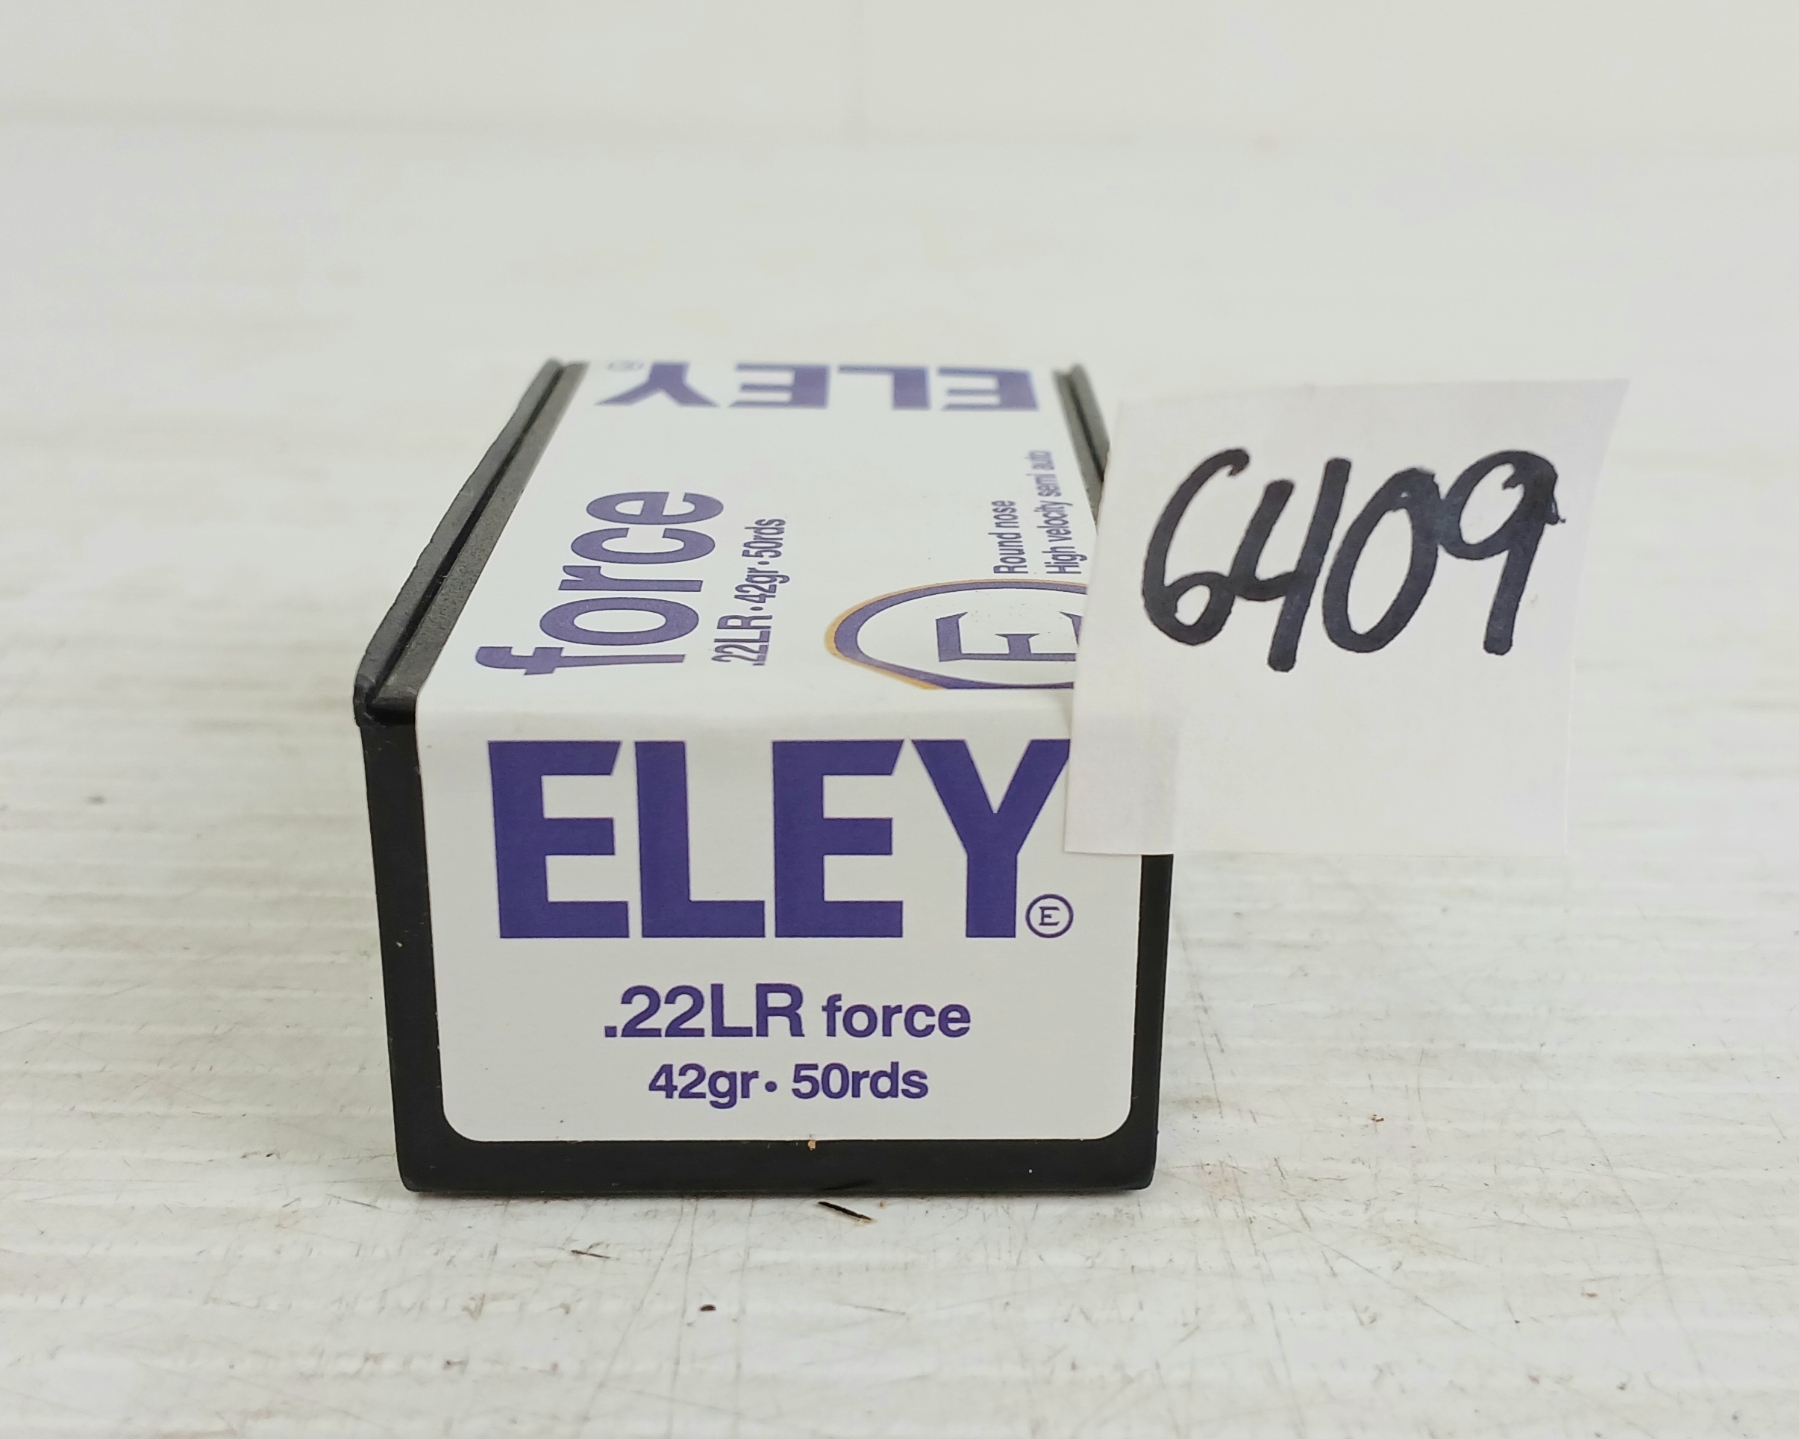 ELEY
force
.22LR•42gr•50rds
Round nose
High velocity semi auto
E
6409
ELEY
E
.22LR force
42gr• 50rds